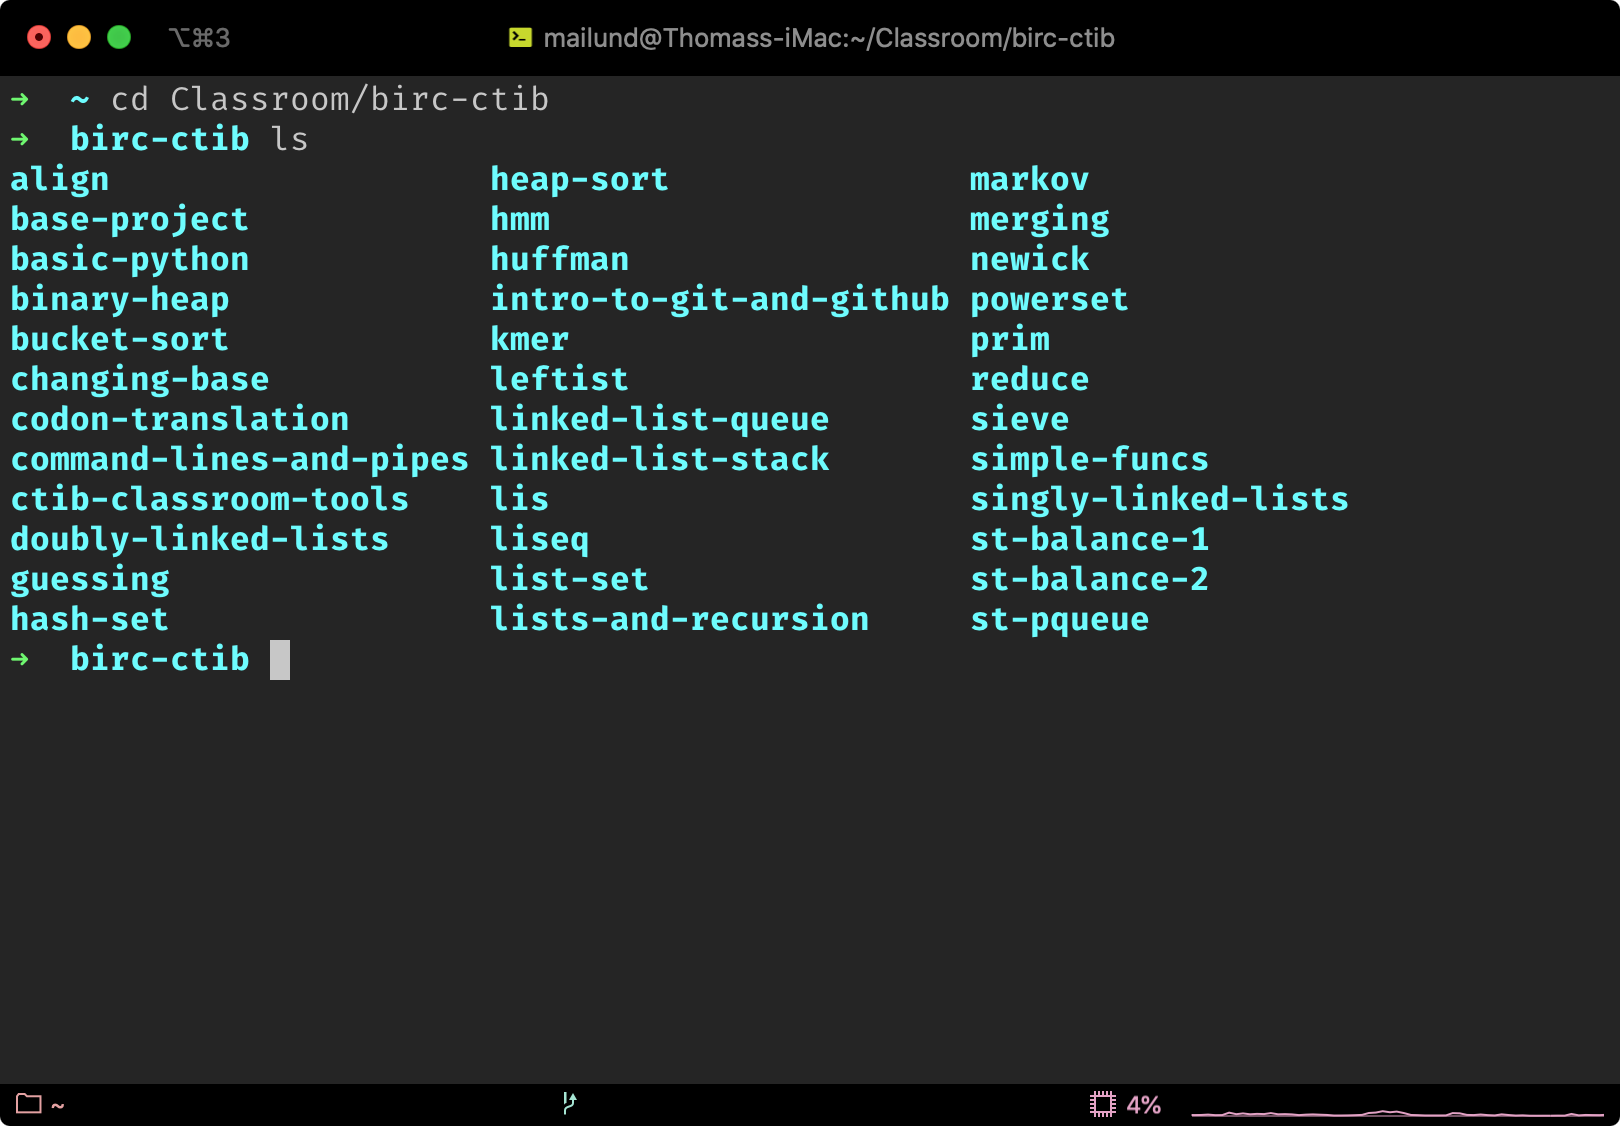 ⌥⌘3 mailund@Thomass-iMac:~/Classroom/birc-ctib
➜ ~ cd Classroom/birc-ctib
➜ birc-ctib ls
align heap-sort markov
base-project hmm merging
basic-python huffman newick
binary-heap intro-to-git-and-github powerset
bucket-sort kmer prim
changing-base leftist reduce
codon-translation linked-list-queue sieve
command-lines-and-pipes linked-list-stack simple-funcs
ctib-classroom-tools lis singly-linked-lists
doubly-linked-lists liseq st-balance-1
guessing list-set st-balance-2
hash-set lists-and-recursion st-pqueue
➜ birc-ctib
~ 4%